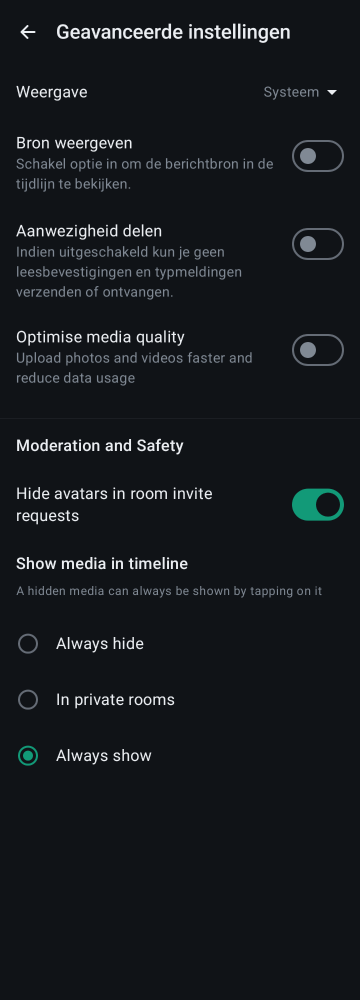 Geavanceerde instellingen
Weergave Systeem
Bron weergeven
Schakel optie in om de berichtbron in de
tijdlijn te bekijken.
Aanwezigheid delen
Indien uitgeschakeld kun je geen
leesbevestigingen en typmeldingen
verzenden of ontvangen.
Optimise media quality
Upload photos and videos faster and
reduce data usage
Moderation and Safety
Hide avatars in room invite
requests
Show media in timeline
A hidden media can always be shown by tapping on it
Always hide
In private rooms
Always show